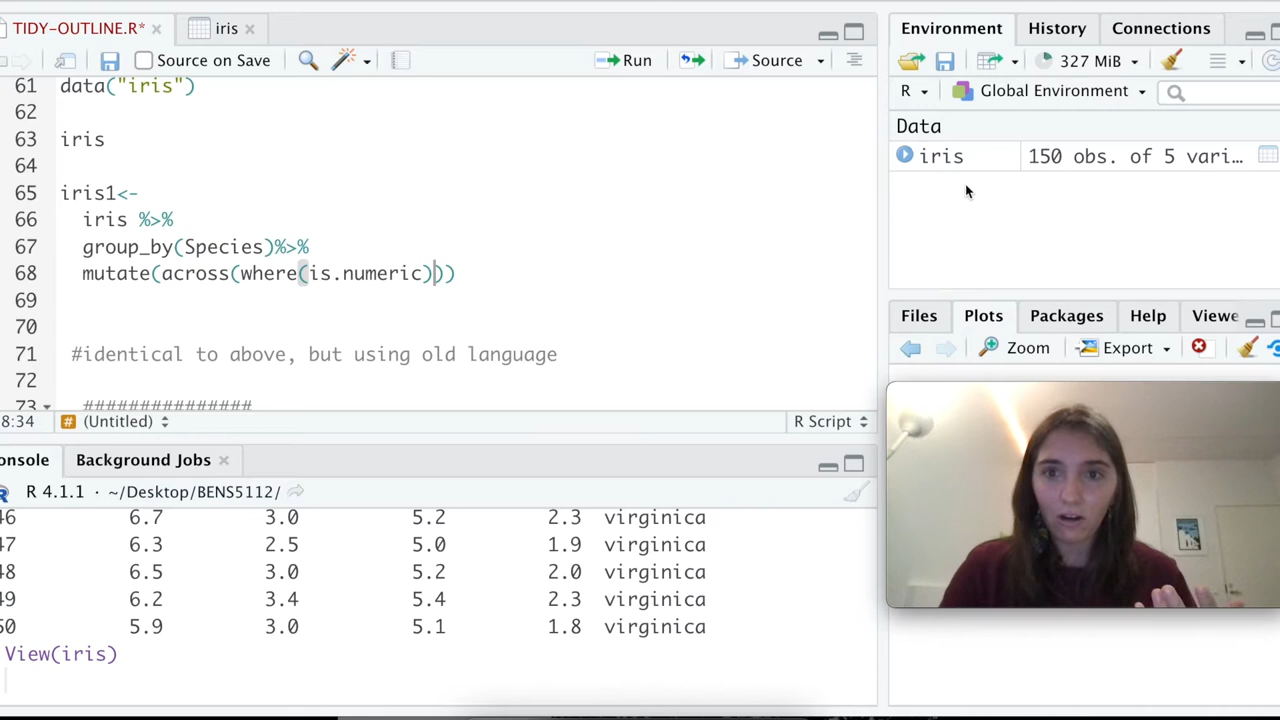 TIDY-OUTLINE.R*
iris
Source on Save
Run
Source
61 data("iris")
62
63 iris
64
65 iris1<-
66 iris %>%
67 group_by(Species)%>%
68 mutate(across(where(is.numeric)))
69
70
71 #identical to above, but using old language
72
73 ###############
8:34 # (Untitled) R Script
onsole Background Jobs
R 4.1.1 · ~/Desktop/BENS5112/
46 6.7 3.0 5.2 2.3 virginica
47 6.3 2.5 5.0 1.9 virginica
48 6.5 3.0 5.2 2.0 virginica
49 6.2 3.4 5.4 2.3 virginica
50 5.9 3.0 5.1 1.8 virginica
View(iris)
Environment History Connections
327 MiB
R Global Environment
Data
iris 150 obs. of 5 vari…
Files Plots Packages Help Viewe
Zoom Export